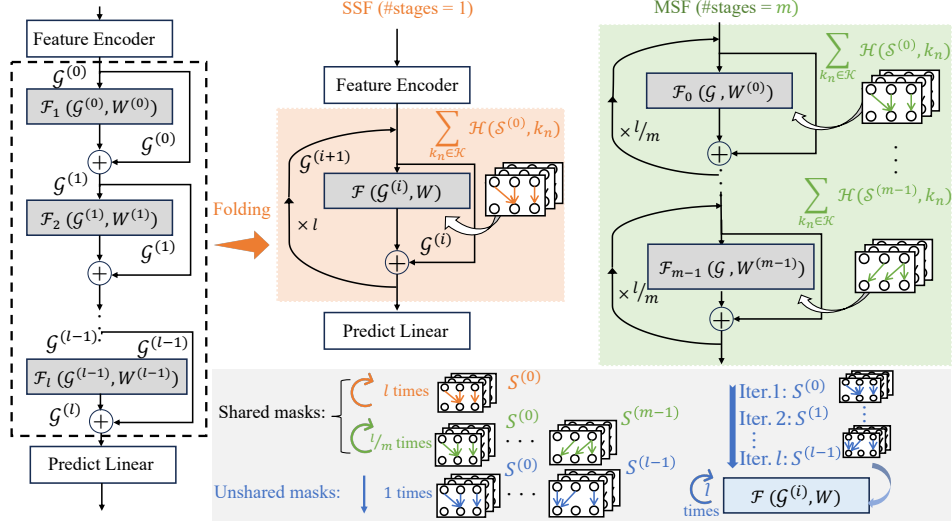 Feature Encoder
𝒢^(0)
ℱ_1 (𝒢^(0), W^(0))
𝒢^(0)
𝒢^(1)
ℱ_2 (𝒢^(1), W^(1))
𝒢^(1)
𝒢^(l−1)
𝒢^(l−1)
ℱ_l (𝒢^(l−1), W^(l−1))
𝒢^(l)
Predict Linear
Folding
SSF (#stages = 1)
Feature Encoder
∑_{k_n∈𝒦} ℋ(𝒮^(0), k_n)
𝒢^(i+1)
ℱ (𝒢^(i), W)
× l
𝒢^(i)
Predict Linear
MSF (#stages = m)
∑_{k_n∈𝒦} ℋ(𝒮^(0), k_n)
ℱ_0 (𝒢, W^(0))
× l/m
∑_{k_n∈𝒦} ℋ(𝒮^(m−1), k_n)
ℱ_{m−1} (𝒢, W^(m−1))
× l/m
Shared masks:
l times
S^(0)
l/m times
S^(0) · · · S^(m−1)
Unshared masks:
1 times
S^(0) · · · S^(l−1)
Iter.1: S^(0)
Iter. 2: S^(1)
Iter. l: S^(l−1)
l times
ℱ (𝒢^(i), W)